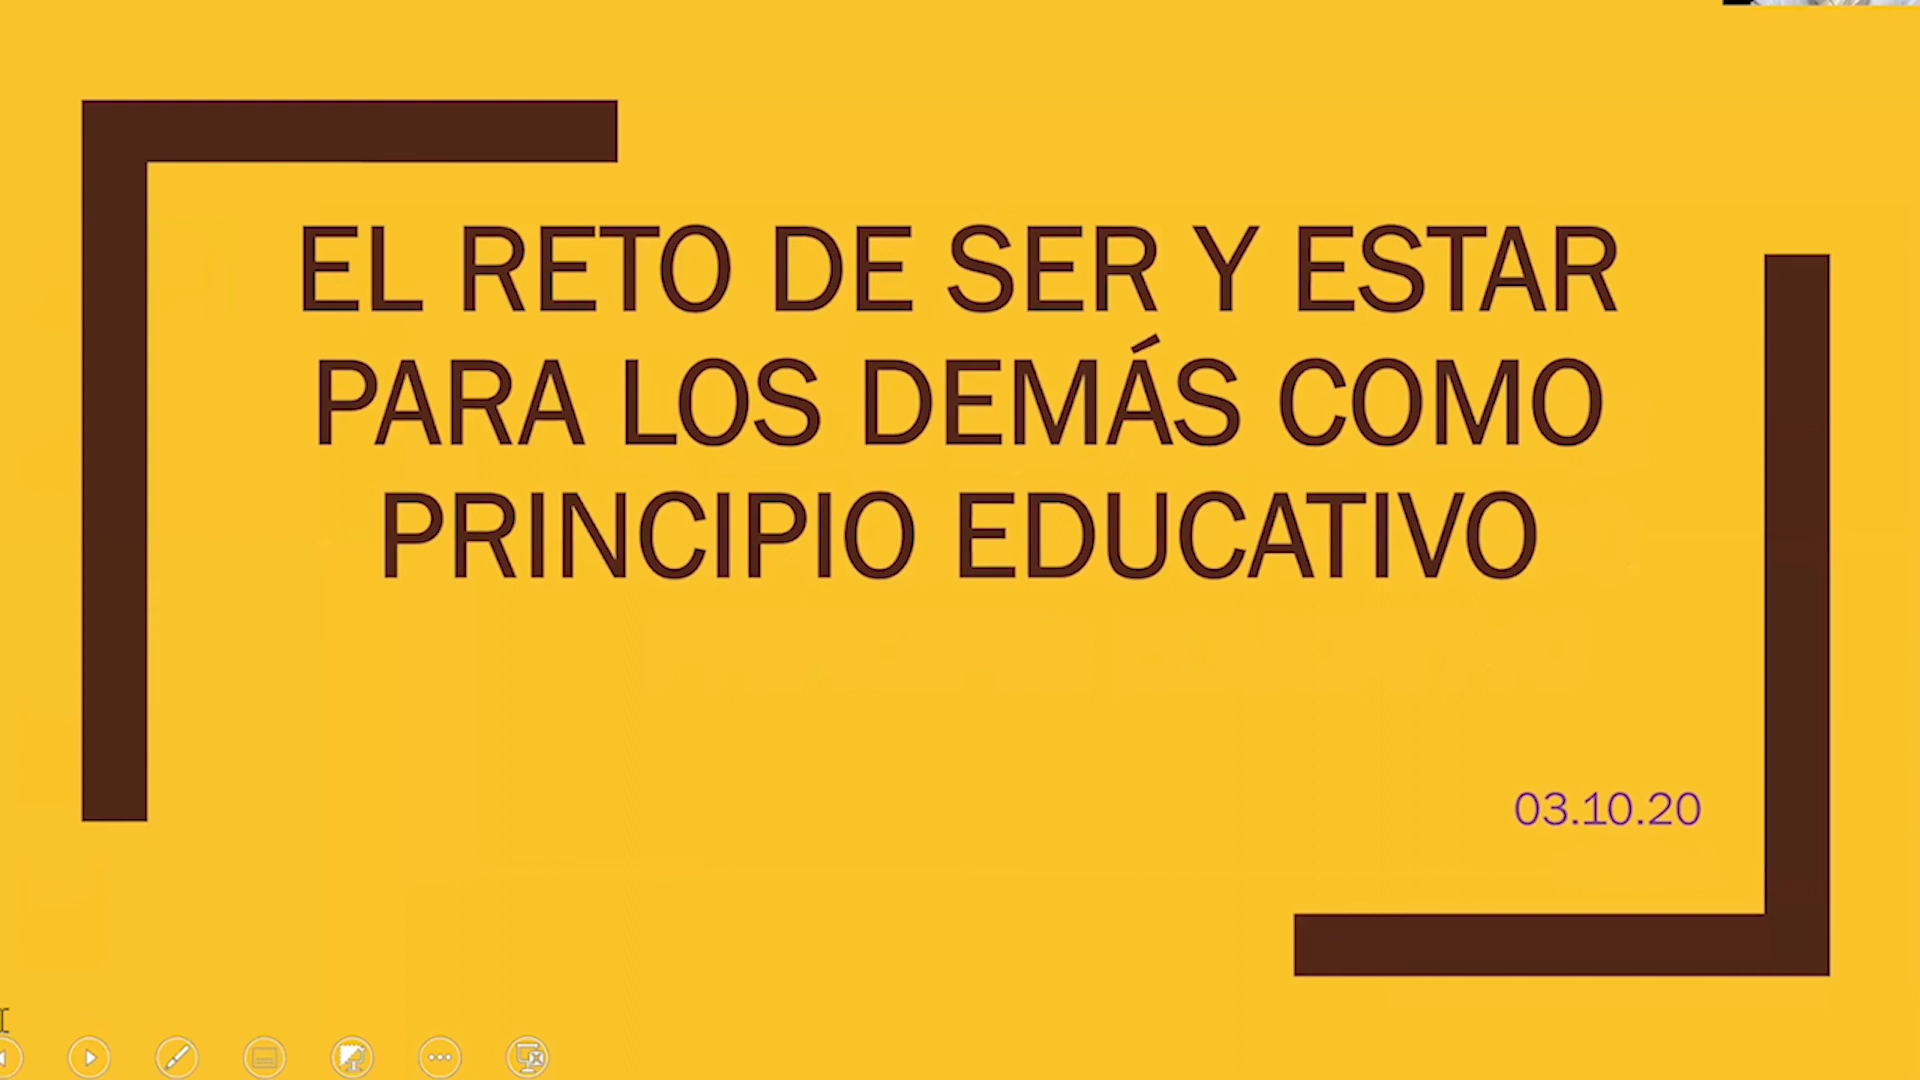 EL RETO DE SER Y ESTAR
PARA LOS DEMÁS COMO
PRINCIPIO EDUCATIVO
03.10.20